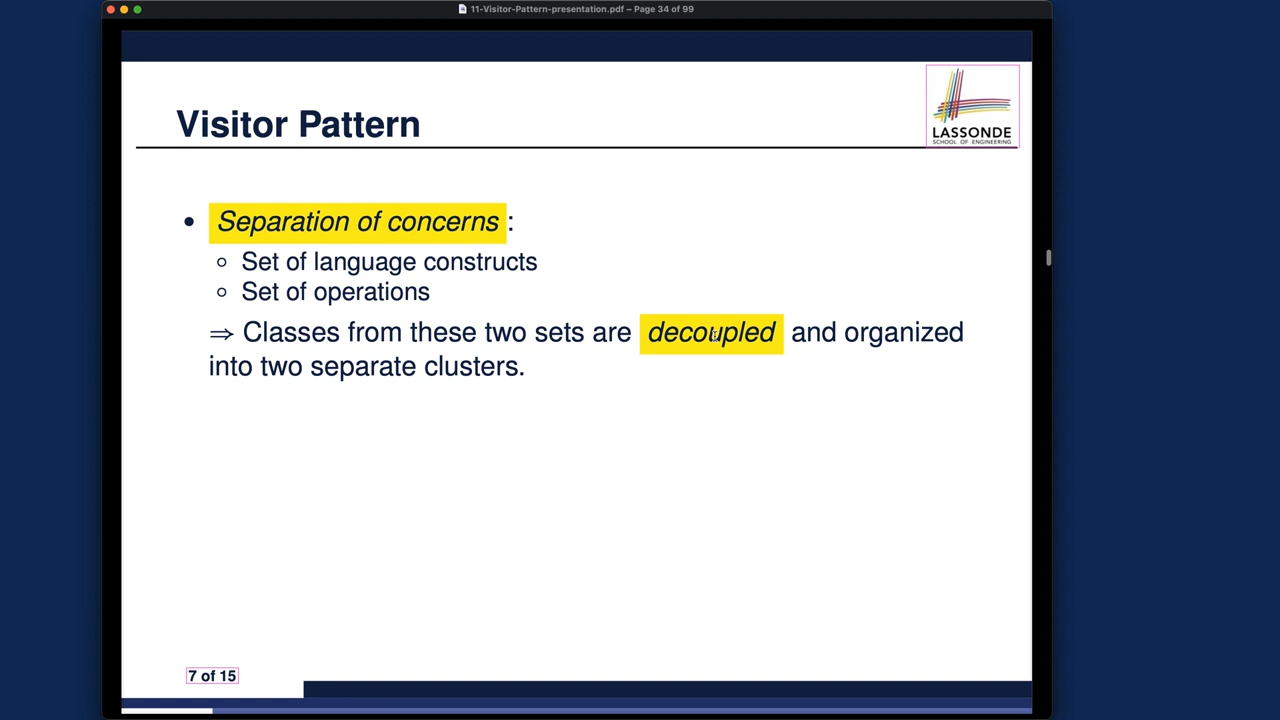 11-Visitor-Pattern-presentation.pdf – Page 34 of 99
LASSONDE
SCHOOL OF ENGINEERING
Visitor Pattern
• Separation of concerns:
○ Set of language constructs
○ Set of operations
⇒ Classes from these two sets are decoupled and organized
into two separate clusters.
7 of 15